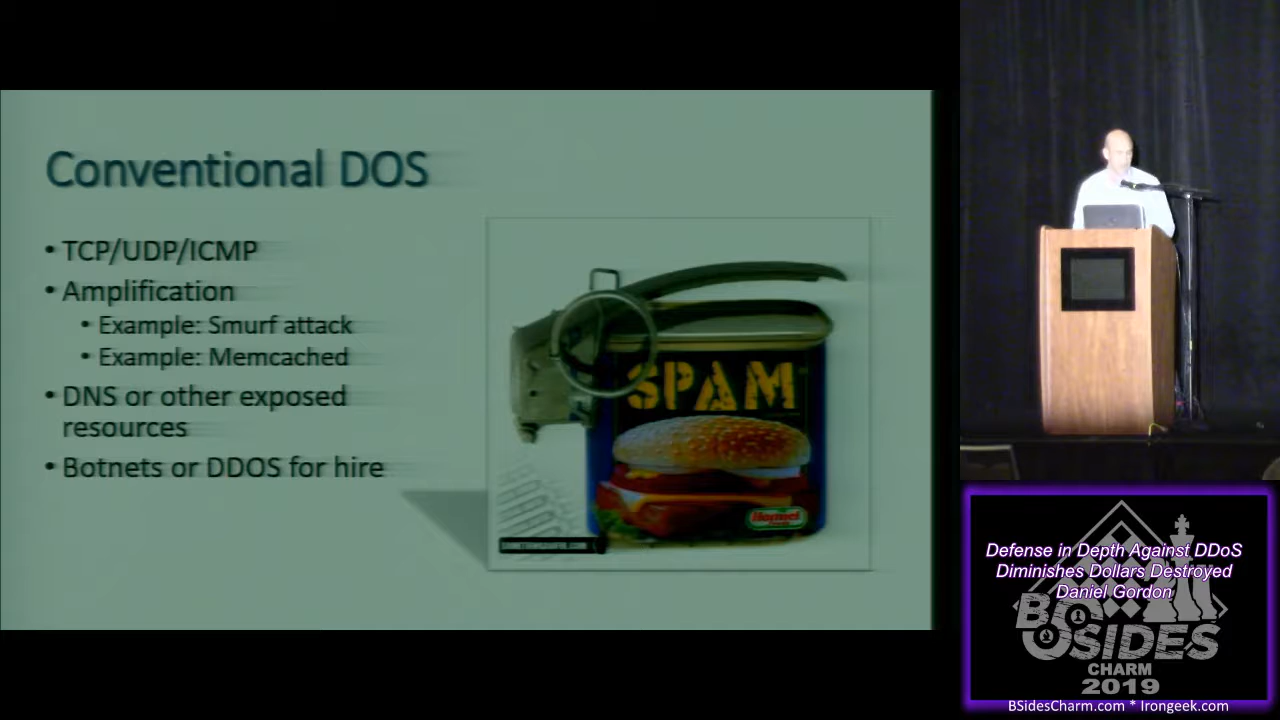 Conventional DOS
• TCP/UDP/ICMP
• Amplification
• Example: Smurf attack
• Example: Memcached
• DNS or other exposed
resources
• Botnets or DDOS for hire
SPAM
Hormel
Defense in Depth Against DDoS
Diminishes Dollars Destroyed
Daniel Gordon
BSIDES
CHARM
2019
BSidesCharm.com * Irongeek.com